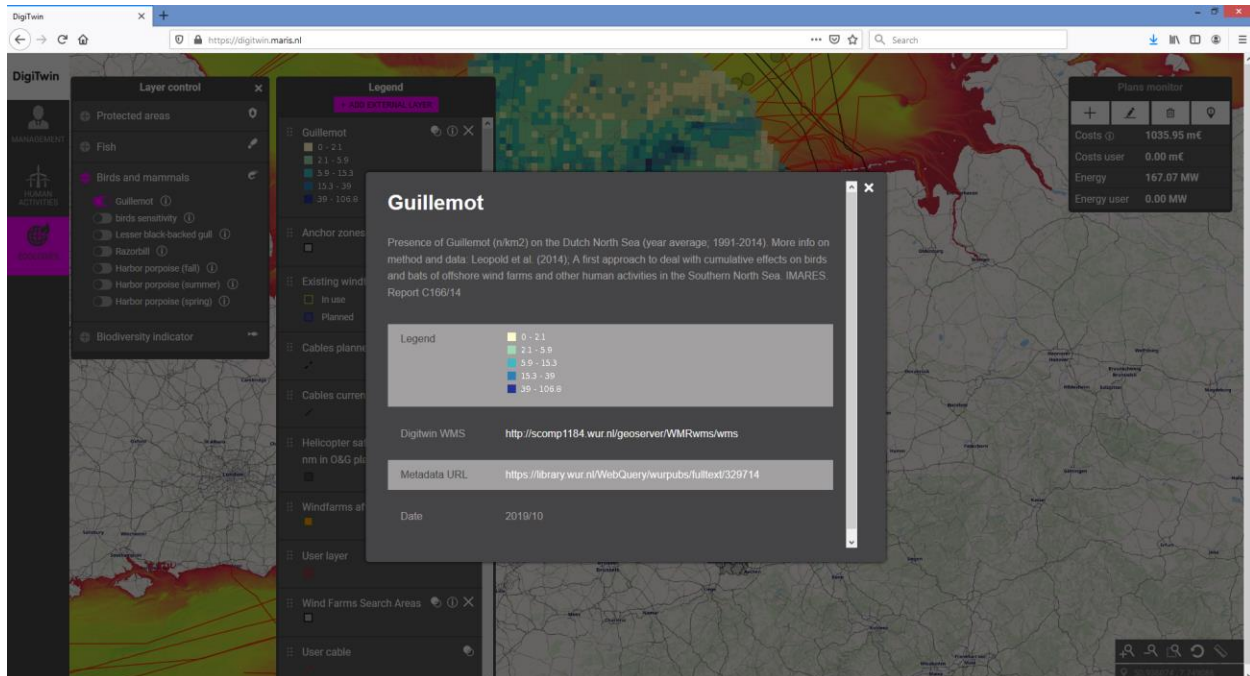 DigiTwin
https://digitwin.maris.nl
Search
DigiTwin
MANAGEMENT
HUMAN
ACTIVITIES
Layer control
Protected areas
Fish
Birds and mammals
Guillemot
birds sensitivity
Lesser black-backed gull
Razorbill
Harbor porpoise (fall)
Harbor porpoise (summer)
Harbor porpoise (spring)
Biodiversity indicator
Legend
+ ADD EXTERNAL LAYER
Guillemot
0 - 2.1
2.1 - 5.9
5.9 - 15.3
15.3 - 39
39 - 106.8
Anchor zones
Existing windf
In use
Planned
Cables planne
Cables curren
Helicopter saf
nm in O&G pla
Windfarms af
User layer
Wind Farms Search Areas
User cable
Guillemot
Presence of Guillemot (n/km2) on the Dutch North Sea (year average; 1991-2014). More info on
method and data: Leopold et al. (2014); A first approach to deal with cumulative effects on birds
and bats of offshore wind farms and other human activities in the Southern North Sea. IMARES.
Report C166/14
Legend
0 - 2.1
2.1 - 5.9
5.9 - 15.3
15.3 - 39
39 - 106.8
Digitwin WMS http://scomp1184.wur.nl/geoserver/WMRwms/wms
Metadata URL https://library.wur.nl/WebQuery/wurpubs/fulltext/329714
Date 2019/10
Plans monitor
Costs 1035.95 m€
Costs user 0.00 m€
Energy 167.07 MW
Energy user 0.00 MW